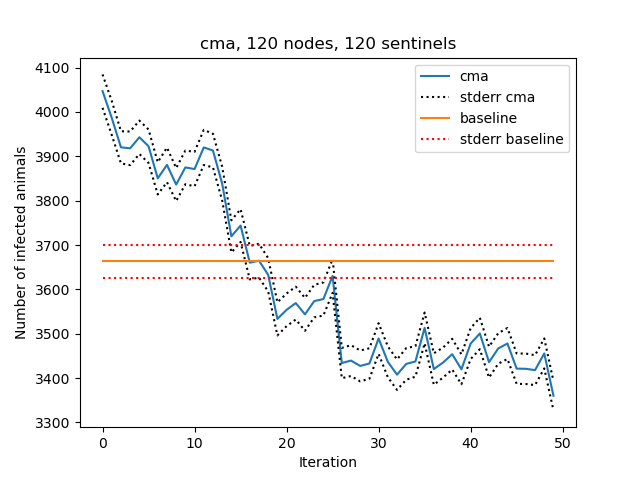 cma, 120 nodes, 120 sentinels
4100
4000
3900
3800
3700
3600
3500
3400
3300
Number of infected animals
cma
stderr cma
baseline
stderr baseline
0 10 20 30 40 50
Iteration